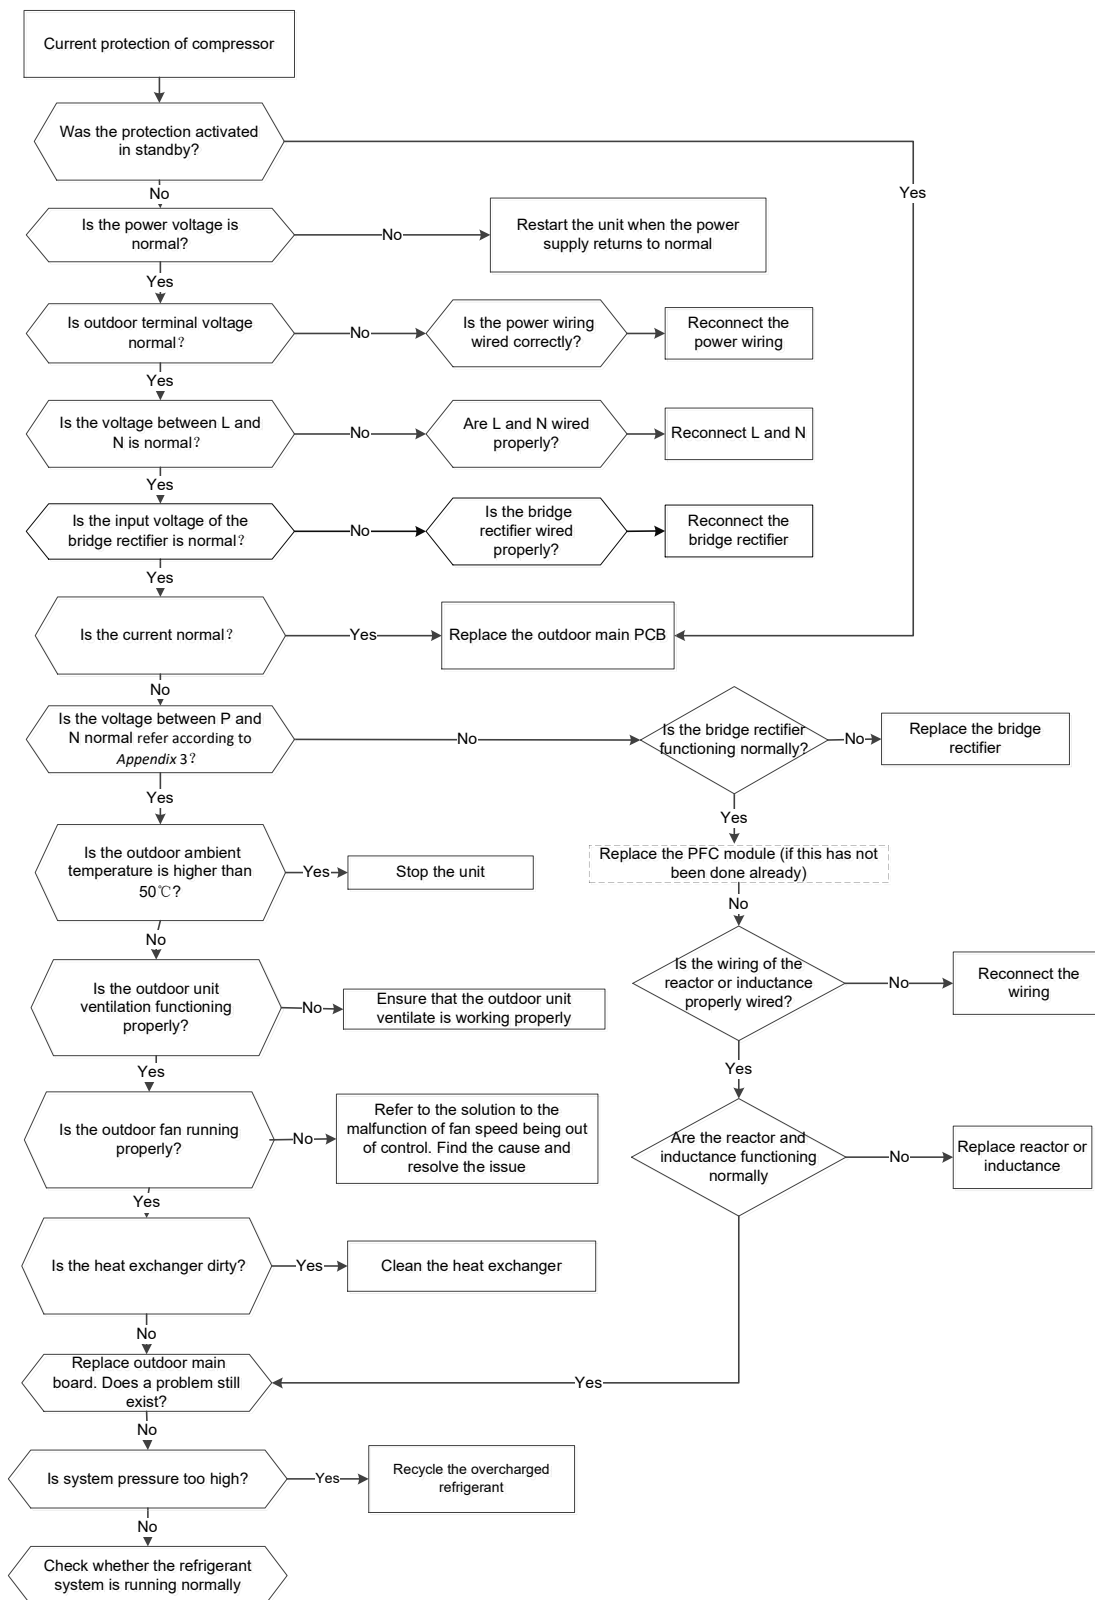 Current protection of compressor
Was the protection activated
in standby?
Yes
No
Is the power voltage is
normal?
No
Restart the unit when the power
supply returns to normal
Yes
Is outdoor terminal voltage
normal?
No
Is the power wiring
wired correctly?
Reconnect the
power wiring
Yes
Is the voltage between L and
N is normal?
No
Are L and N wired
properly?
Reconnect L and N
Yes
Is the input voltage of the
bridge rectifier is normal?
No
Is the bridge
rectifier wired
properly?
Reconnect the
bridge rectifier
Yes
Is the current normal?
Yes
Replace the outdoor main PCB
No
Is the voltage between P and
N normal refer according to
Appendix 3?
No
Is the bridge rectifier
functioning normally?
No
Replace the bridge
rectifier
Yes
Yes
Replace the PFC module (if this has not
been done already)
Is the outdoor ambient
temperature is higher than
50℃?
Yes
Stop the unit
No
No
Is the wiring of the
reactor or inductance
properly wired?
No
Reconnect the
wiring
Is the outdoor unit
ventilation functioning
properly?
No
Ensure that the outdoor unit
ventilate is working properly
Yes
Yes
Is the outdoor fan running
properly?
No
Refer to the solution to the
malfunction of fan speed being out
of control. Find the cause and
resolve the issue
Are the reactor and
inductance functioning
normally
No
Replace reactor or
inductance
Yes
Is the heat exchanger dirty?
Yes
Clean the heat exchanger
No
Replace outdoor main
board. Does a problem still
exist?
Yes
No
Is system pressure too high?
Yes
Recycle the overcharged
refrigerant
No
Check whether the refrigerant
system is running normally